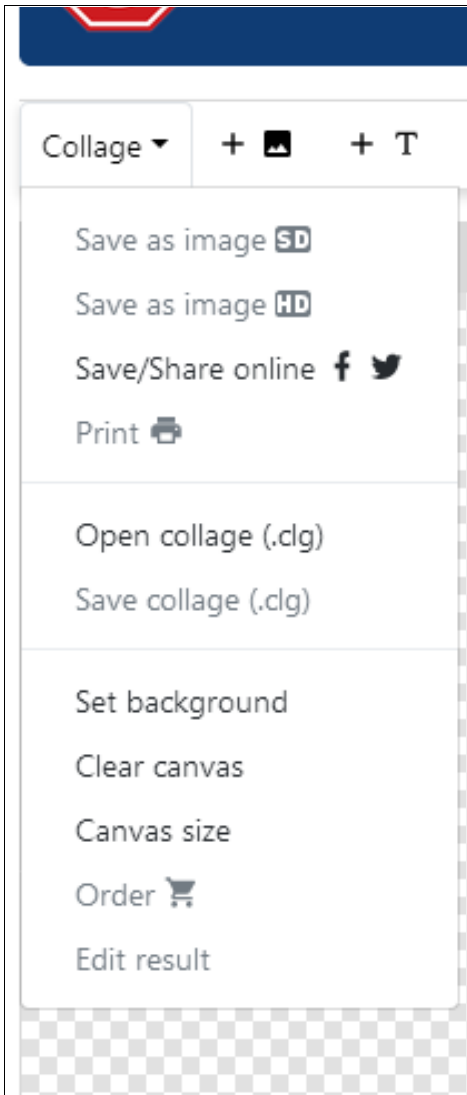 Collage
+ + T
Save as image SD
Save as image HD
Save/Share online
Print
Open collage (.clg)
Save collage (.clg)
Set background
Clear canvas
Canvas size
Order
Edit result